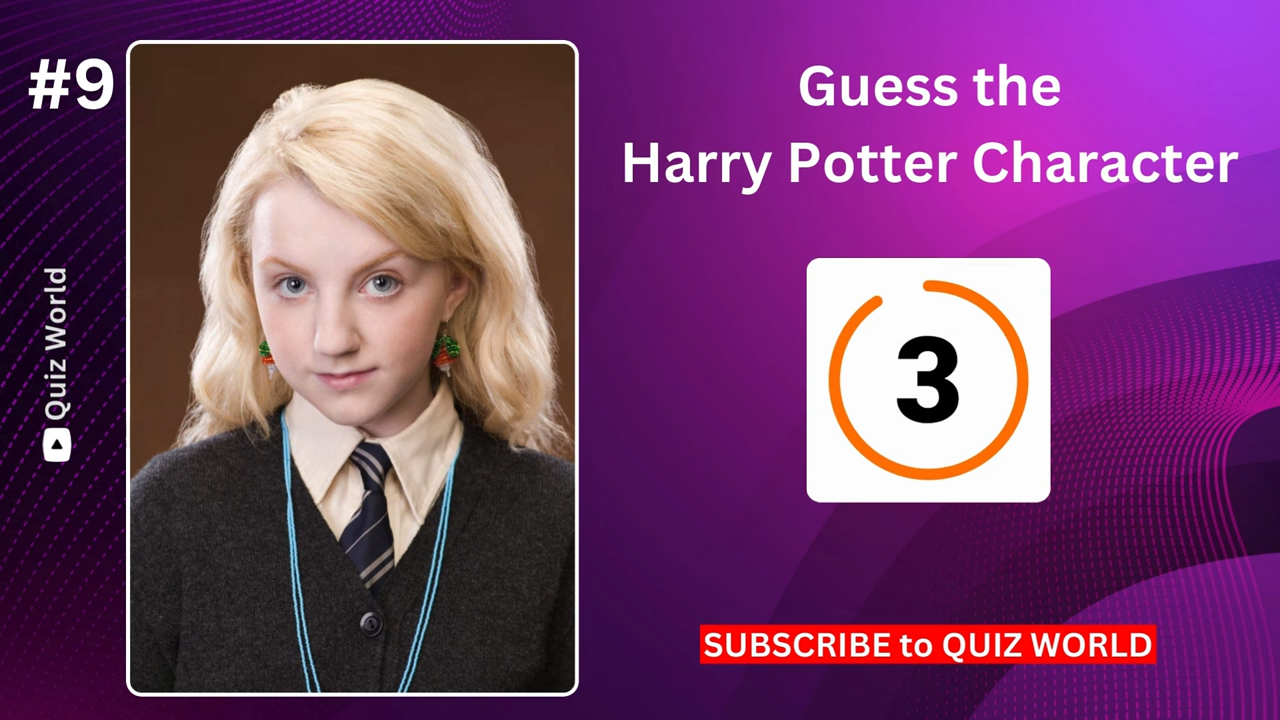 #9
Quiz World
Guess the
Harry Potter Character
3
SUBSCRIBE to QUIZ WORLD